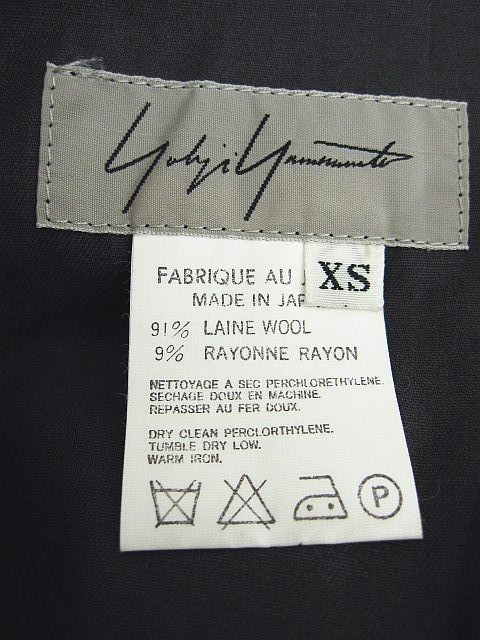 Yohji Yamamoto
XS
FABRIQUE AU
MADE IN
91% LAINE WOOL
9% RAYONNE RAYON
NETTOYAGE A SEC PERCHLORETHYLENE.
SECHAGE DOUX EN MACHINE.
REPASSER AU FER DOUX.
DRY CLEAN PERCLORTHYLENE.
TUMBLE DRY LOW.
WARM IRON.
P